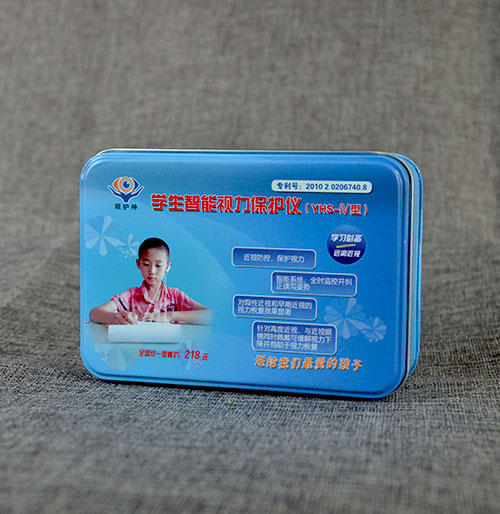 专利号：2010 2 0206740.8
眼护神
学生智能视力保护仪（YHS-Ⅳ型）
学习必备
远离近视
近视防控、保护视力
智能系统、全时监控并纠
正读写姿势
对假性近视和早期近视的
视力恢复效果显著
针对高度近视、与近视眼
镜同时佩戴可缓解视力下
降并有助于视力恢复
全国统一零售价：218元
送给我们最爱的孩子